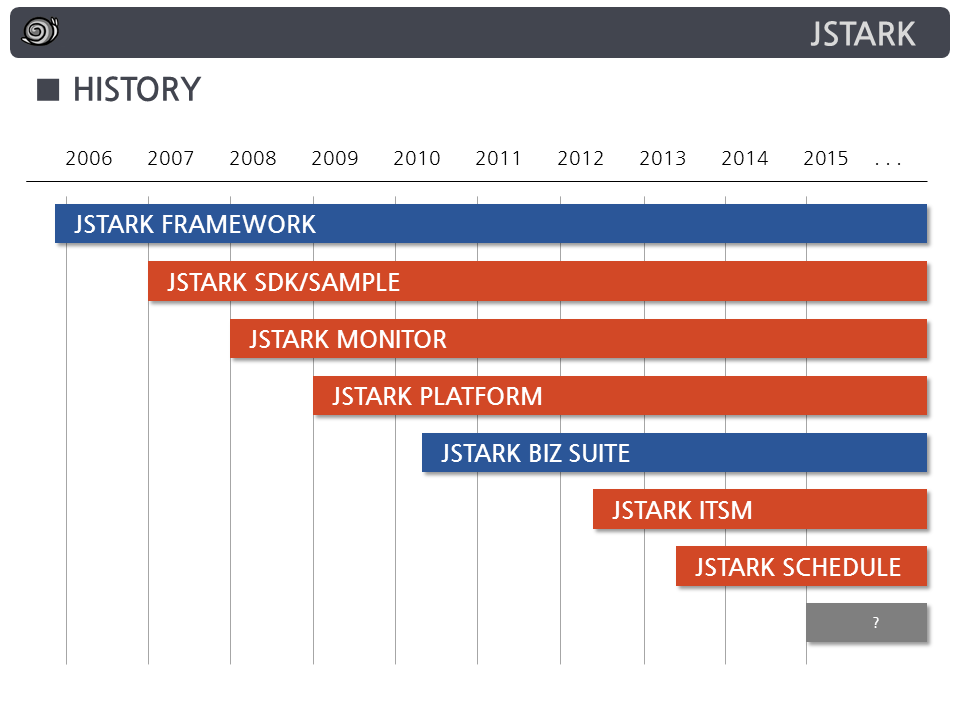 JSTARK
■ HISTORY
2006 2007 2008 2009 2010 2011 2012 2013 2014 2015 . . .
JSTARK FRAMEWORK
JSTARK SDK/SAMPLE
JSTARK MONITOR
JSTARK PLATFORM
JSTARK BIZ SUITE
JSTARK ITSM
JSTARK SCHEDULE
?